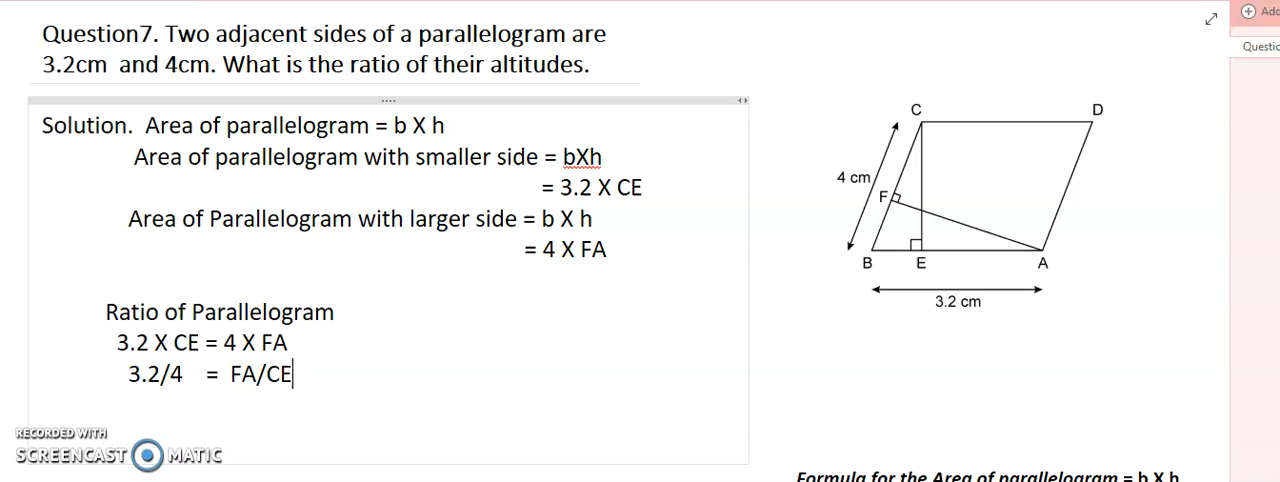 Question7. Two adjacent sides of a parallelogram are
3.2cm and 4cm. What is the ratio of their altitudes.
Solution. Area of parallelogram = b X h
Area of parallelogram with smaller side = bXh
= 3.2 X CE
Area of Parallelogram with larger side = b X h
= 4 X FA
Ratio of Parallelogram
3.2 X CE = 4 X FA
3.2/4 = FA/CE
C
D
4 cm
F
B
E
A
3.2 cm
RECORDED WITH
SCREENCAST MATIC
Formula for the Area of parallelogram = b X h